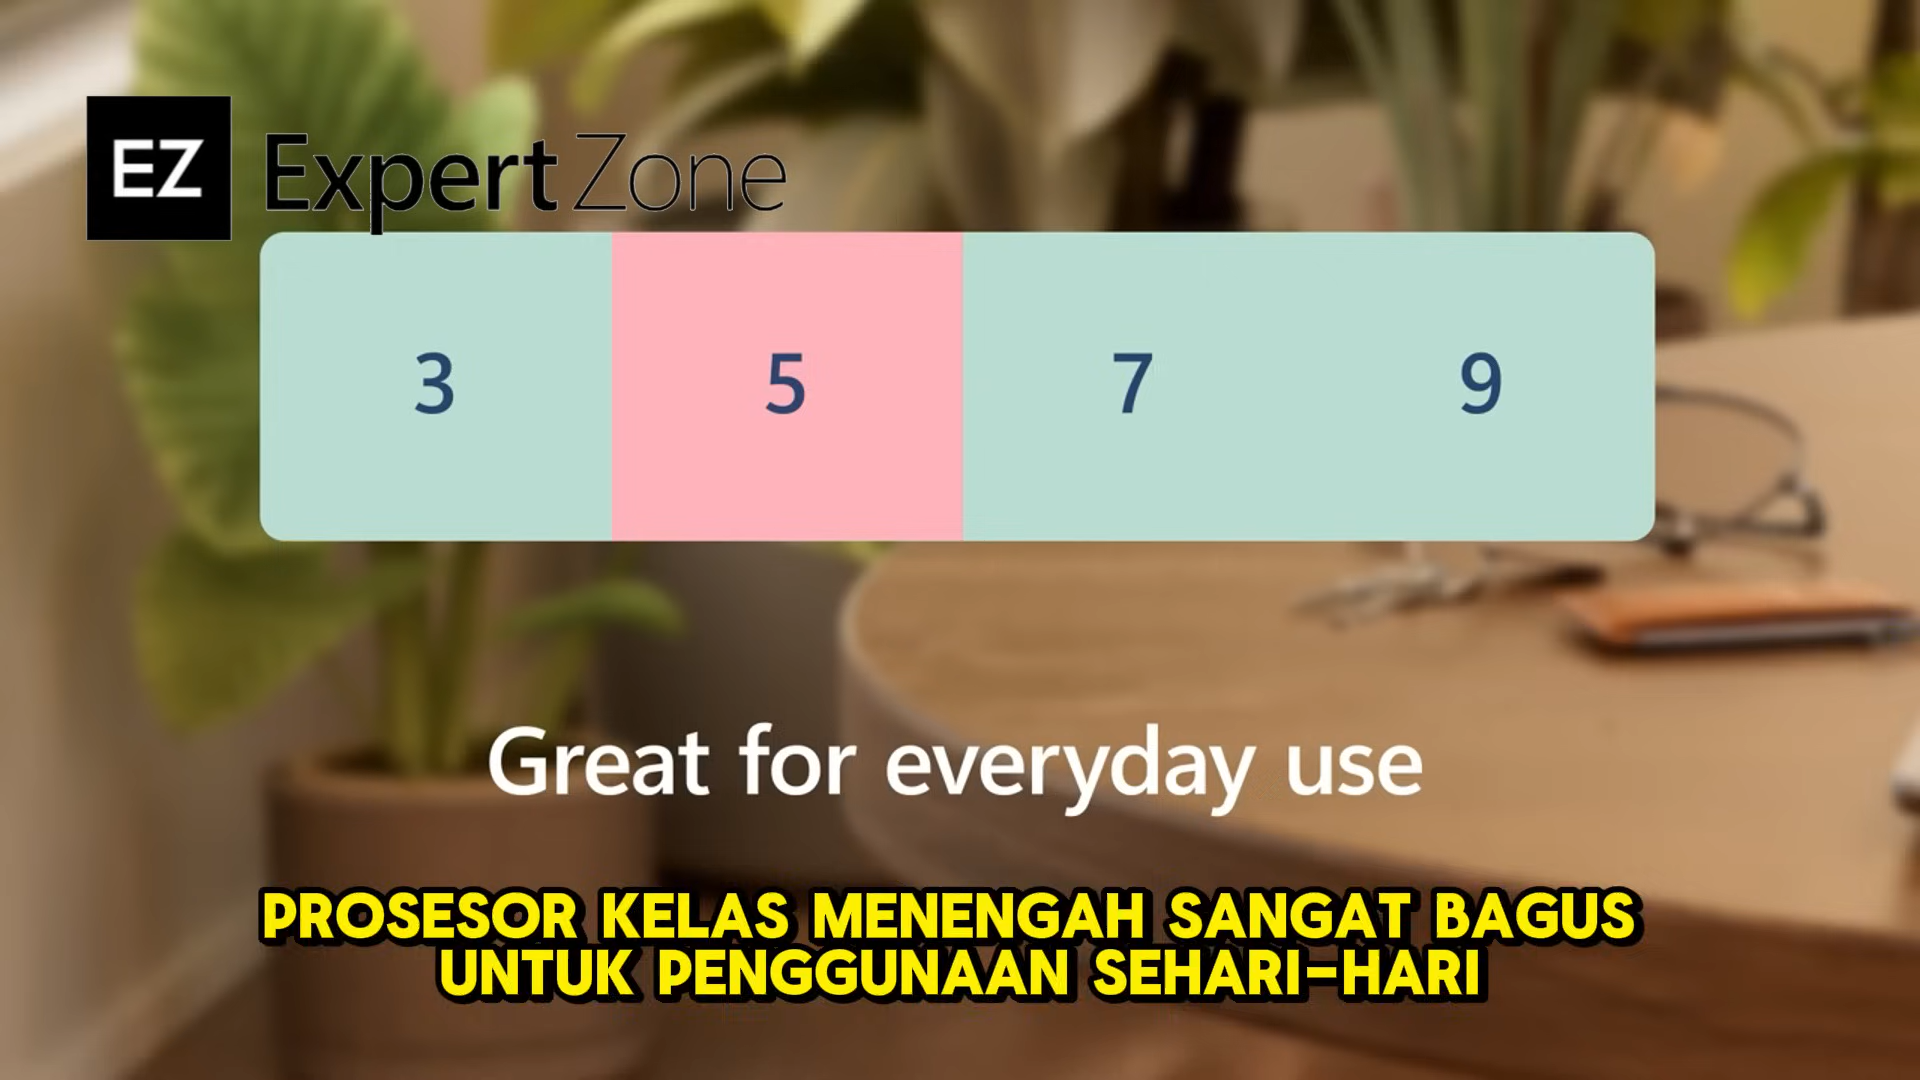 EZ Expert Zone
3 5 7 9
Great for everyday use
PROSESOR KELAS MENENGAH SANGAT BAGUS
UNTUK PENGGUNAAN SEHARI-HARI